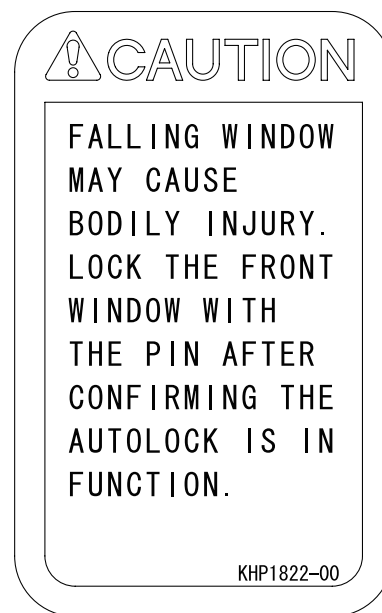 CAUTION
FALLING WINDOW
MAY CAUSE
BODILY INJURY.
LOCK THE FRONT
WINDOW WITH
THE PIN AFTER
CONFIRMING THE
AUTOLOCK IS IN
FUNCTION.
KHP1822-00